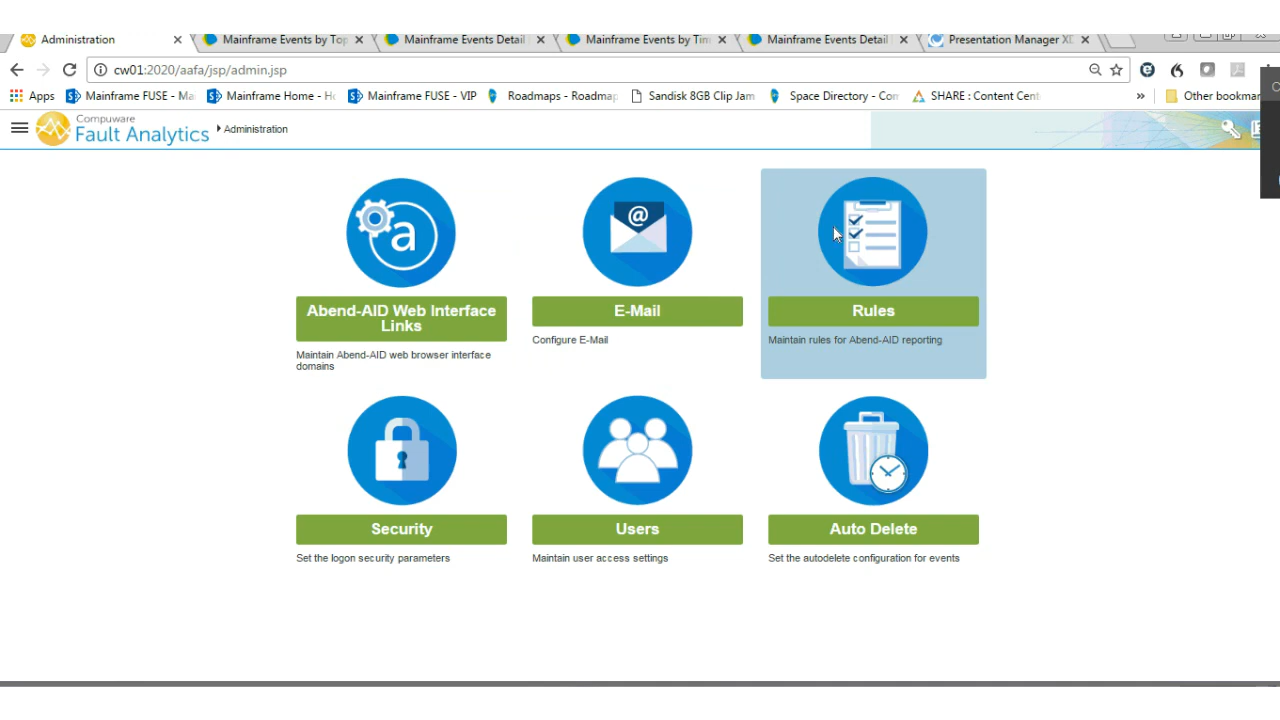 Administration
Mainframe Events by Top
Mainframe Events Detail
Mainframe Events by Tim
Mainframe Events Detail
Presentation Manager XD
cw01:2020/aafa/jsp/admin.jsp
Apps
Mainframe FUSE - Ma
Mainframe Home - Ho
Mainframe FUSE - VIP
Roadmaps - Roadmap
Sandisk 8GB Clip Jam
Space Directory - Con
SHARE : Content Cent
»
Other bookmar
Compuware
Fault Analytics
Administration
a
@
Abend-AID Web Interface
Links
E-Mail
Rules
Maintain Abend-AID web browser interface
domains
Configure E-Mail
Maintain rules for Abend-AID reporting
Security
Users
Auto Delete
Set the logon security parameters
Maintain user access settings
Set the autodelete configuration for events